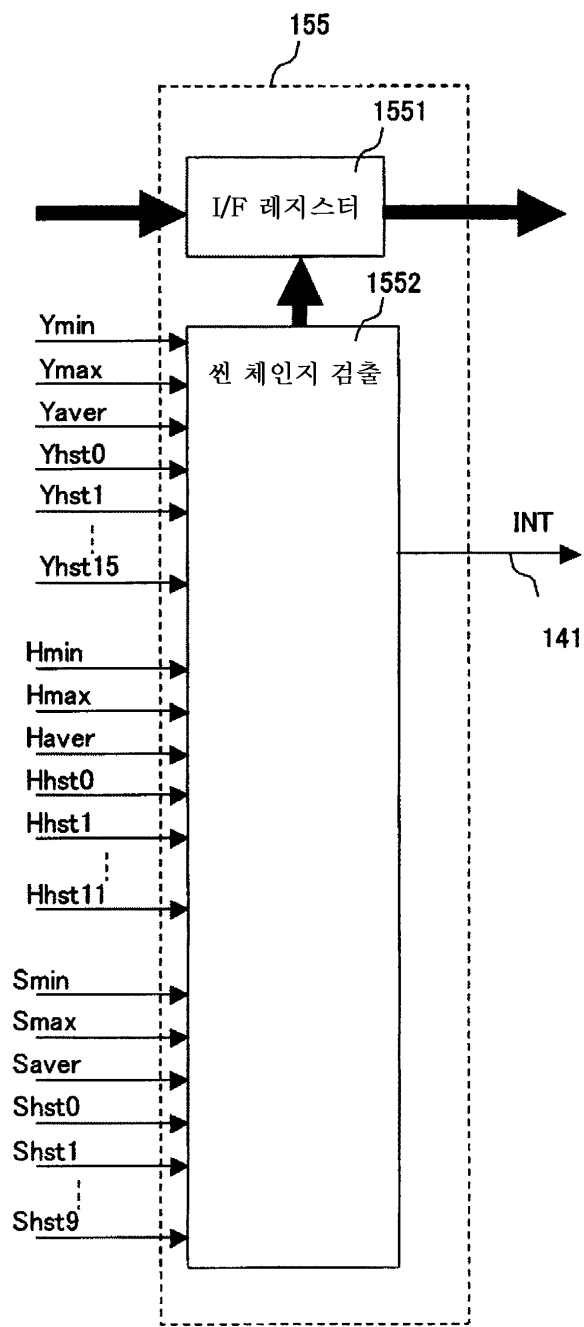 155
1551
I/F 레지스터
1552
씬 체인지 검출
Ymin
Ymax
Yaver
Yhst0
Yhst1
Yhst15
INT
141
Hmin
Hmax
Haver
Hhst0
Hhst1
Hhst11
Smin
Smax
Saver
Shst0
Shst1
Shst9